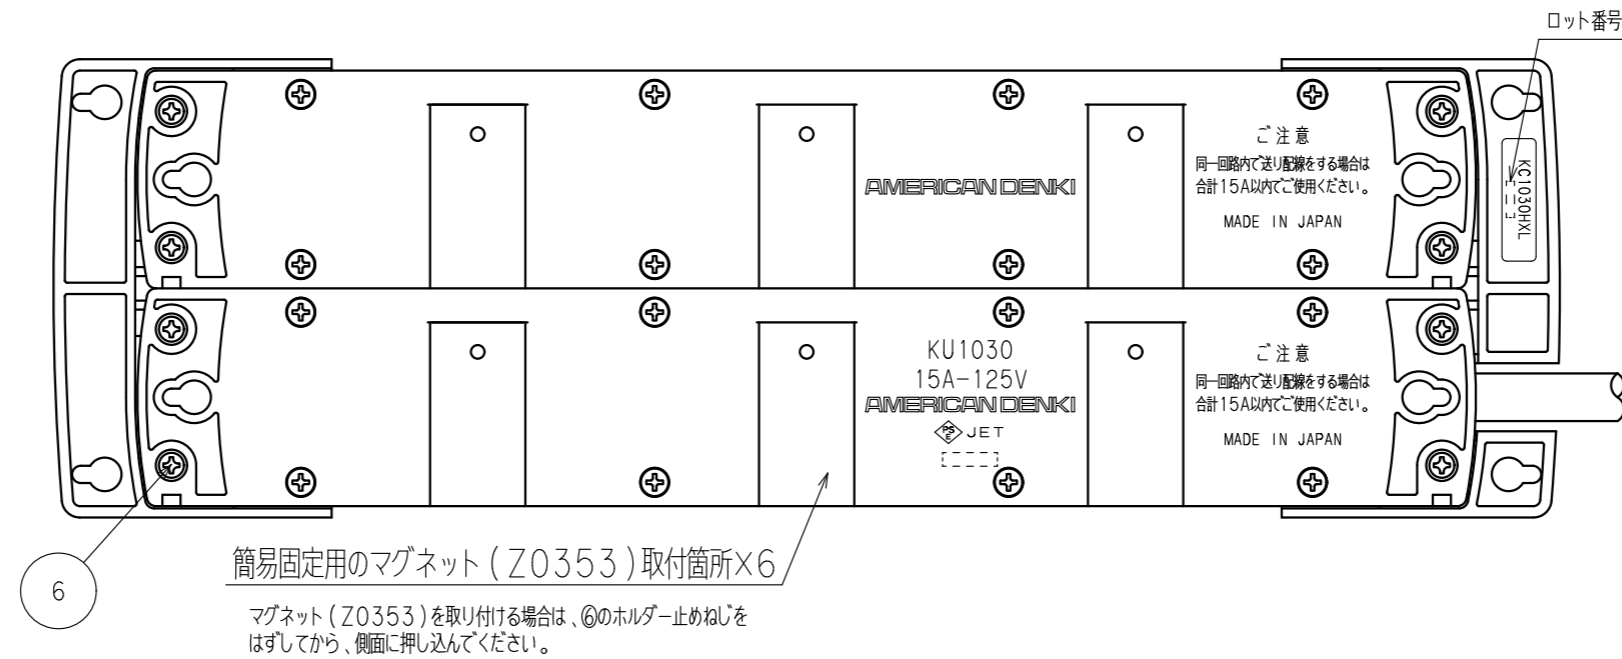 ロット番号
ご注意
同一回路内で送り配線をする場合は
合計15A以内でご使用ください。
MADE IN JAPAN
AMERICAN DENKI
KC1030HXL
KU1030
15A-125V
AMERICAN DENKI
PS
E
JET
ご注意
同一回路内で送り配線をする場合は
合計15A以内でご使用ください。
MADE IN JAPAN
6
簡易固定用のマグネット(Z0353)取付箇所×6
マグネット(Z0353)を取り付ける場合は、⑥のホルダー止めねじを
はずしてから、側面に押し込んでください。